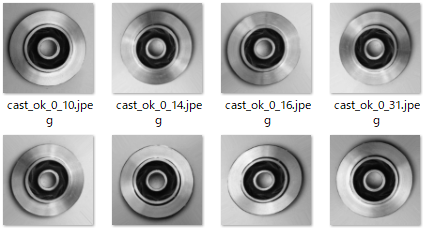 cast_ok_0_10.jpe
g
cast_ok_0_14.jpe
g
cast_ok_0_16.jpe
g
cast_ok_0_31.jpe
g